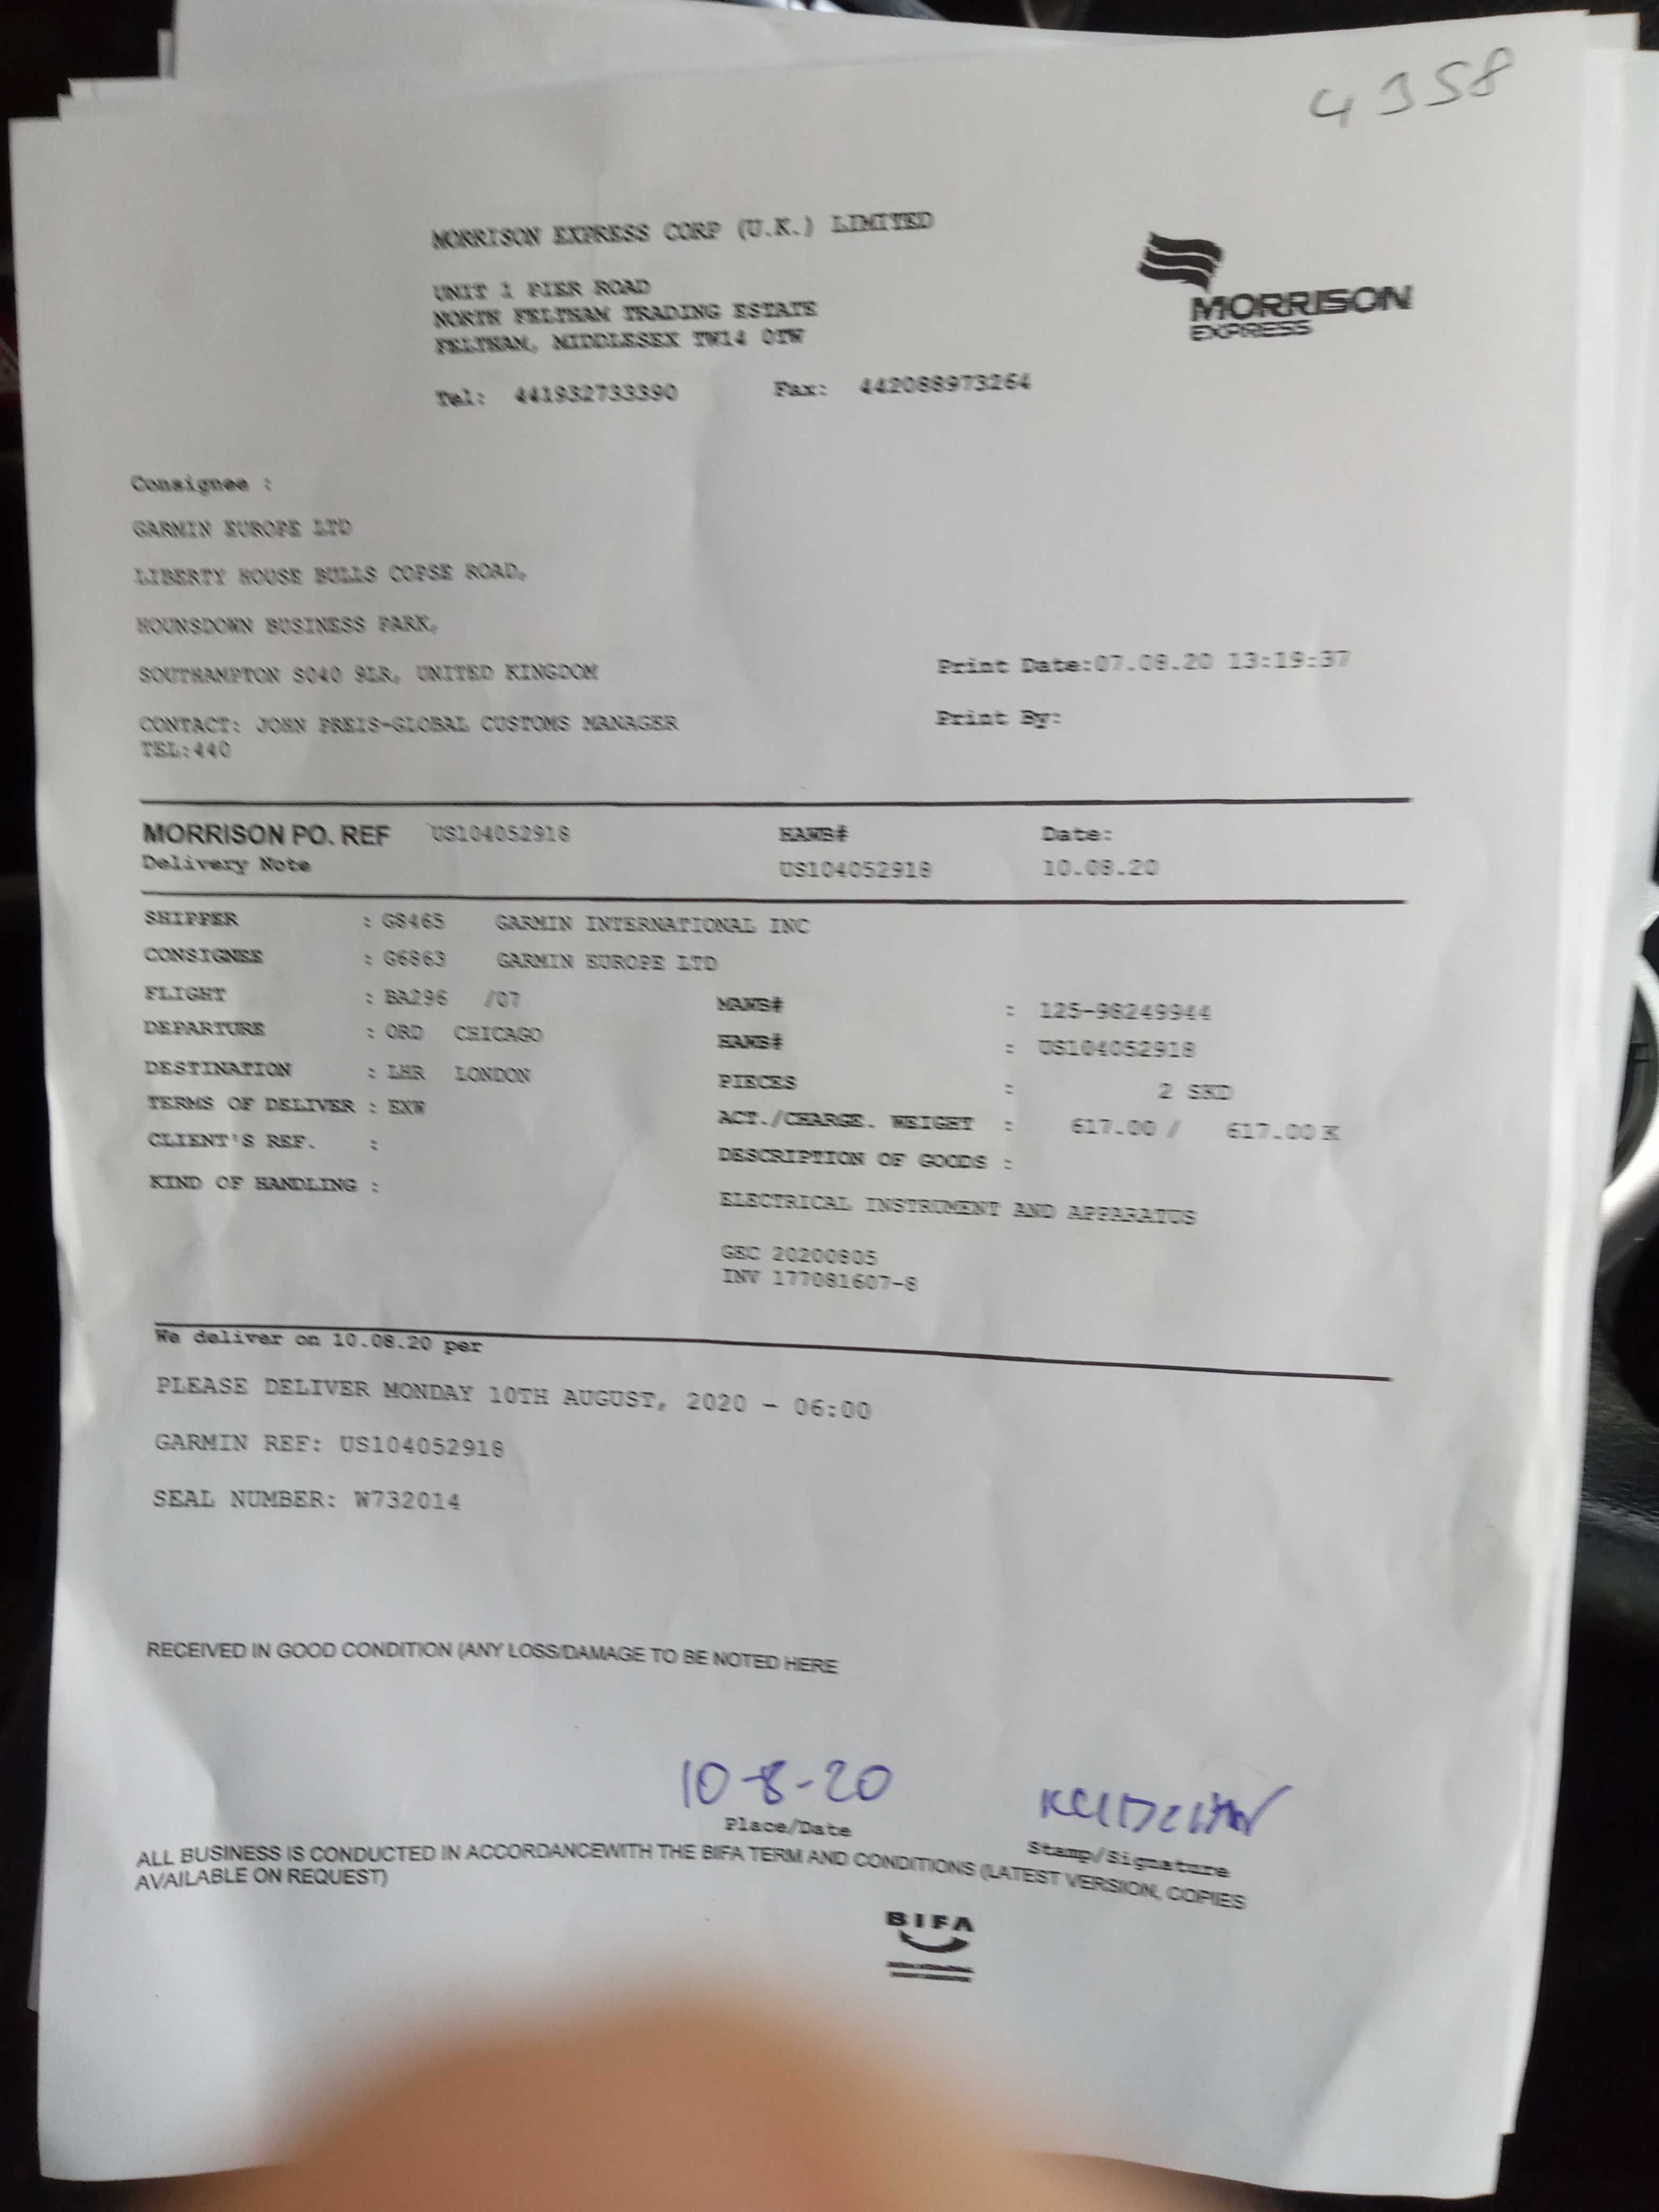 4358
MORRISON EXPRESS CORP (U.K.) LIMITED
UNIT 1 PIER ROAD
NORTH FELTHAM TRADING ESTATE
FELTHAM, MIDDLESEX TW14 0TW
MORRISON
EXPRESS
Tel: 441932733390 Fax: 442088973264
Consignee :
GARMIN EUROPE LTD
LIBERTY HOUSE BULLS COPSE ROAD,
HOUNSDOWN BUSINESS PARK,
SOUTHAMPTON SO40 9LR, UNITED KINGDOM
Print Date:07.08.20 13:19:37
CONTACT: JOHN PREIS-GLOBAL CUSTOMS MANAGER
Print By:
TEL:440
MORRISON PO. REF US104052918 HAWB# Date:
Delivery Note US104052918 10.08.20
SHIPPER : G8465 GARMIN INTERNATIONAL INC
CONSIGNEE : G6863 GARMIN EUROPE LTD
FLIGHT : BA296 /07 MAWB# : 125-98249944
DEPARTURE : ORD CHICAGO HAWB# : US104052918
DESTINATION : LHR LONDON PIECES : 2 SKD
TERMS OF DELIVER : EXW ACT./CHARGE. WEIGHT : 617.00 / 617.00 K
CLIENT'S REF. : DESCRIPTION OF GOODS :
KIND OF HANDLING :
ELECTRICAL INSTRUMENT AND APPARATUS
GEC 20200805
INV 177081607-8
We deliver on 10.08.20 per
PLEASE DELIVER MONDAY 10TH AUGUST, 2020 - 06:00
GARMIN REF: US104052918
SEAL NUMBER: W732014
RECEIVED IN GOOD CONDITION (ANY LOSS/DAMAGE TO BE NOTED HERE
10-8-20
Place/Date Stamp/Signature
ALL BUSINESS IS CONDUCTED IN ACCORDANCEWITH THE BIFA TERM AND CONDITIONS (LATEST VERSION, COPIES
AVAILABLE ON REQUEST)
BIFA